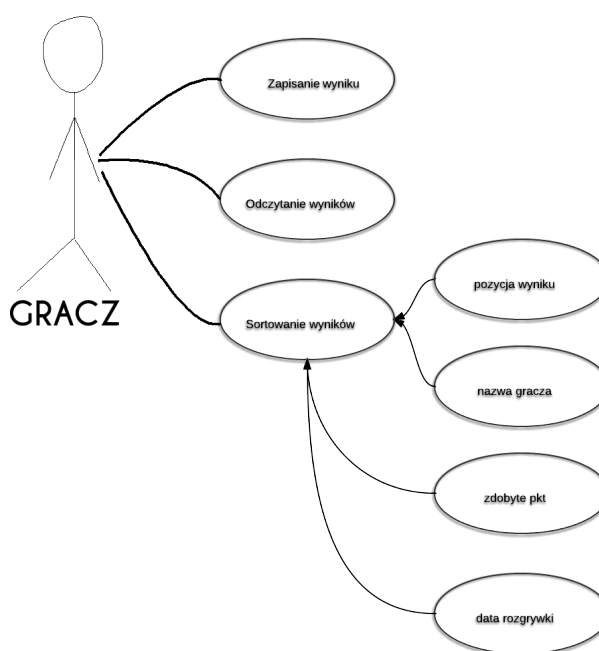 Zapisanie wyniku
Odczytanie wyników
GRACZ
Sortowanie wyników
pozycja wyniku
nazwa gracza
zdobyte pkt
data rozgrywki